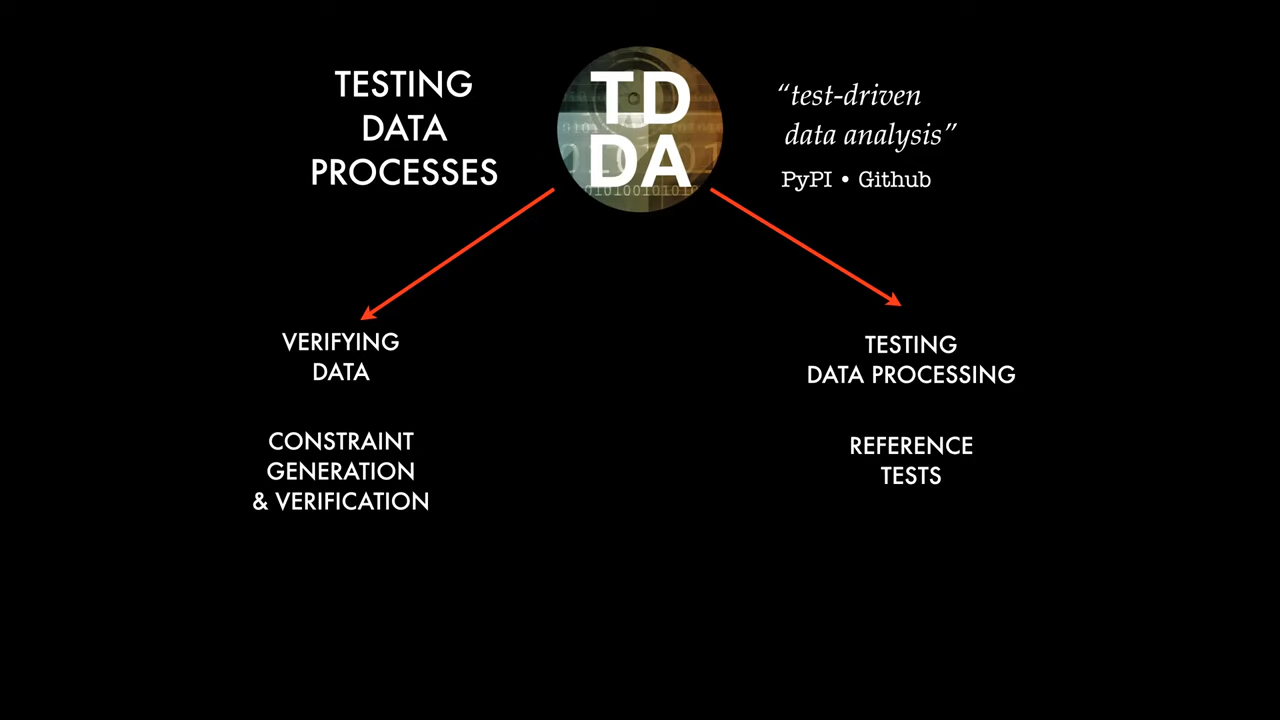 TESTING
DATA
PROCESSES
TD
DA
“test-driven
data analysis”
PyPI • Github
VERIFYING
DATA
CONSTRAINT
GENERATION
& VERIFICATION
TESTING
DATA PROCESSING
REFERENCE
TESTS